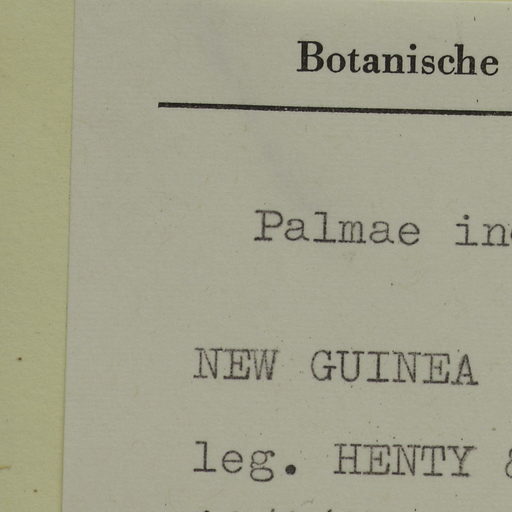 Botanische
Palmae in
NEW GUINEA
leg. HENTY &